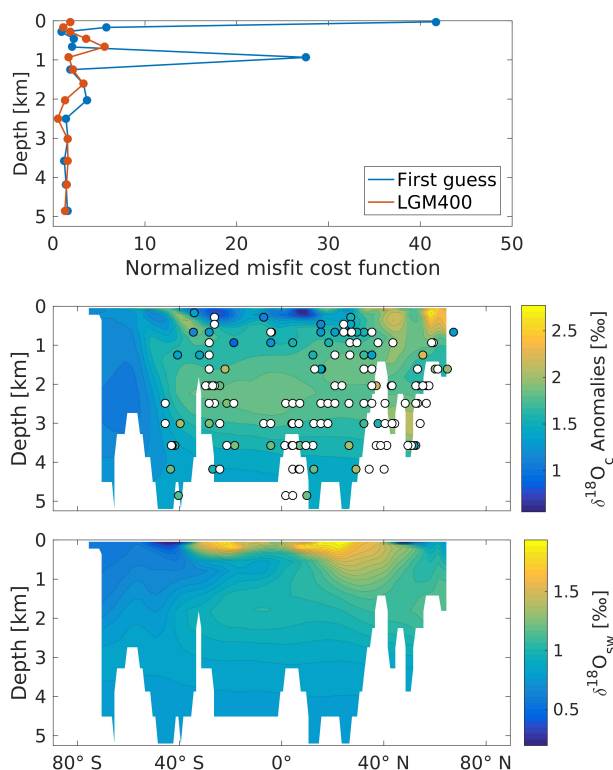 0
1
2
3
4
5
Depth [km]
First guess
LGM400
0 10 20 30 40 50
Normalized misfit cost function
0
1
2
3
4
5
Depth [km]
2.5
2
1.5
1
δ18Oc Anomalies [‰]
0
1
2
3
4
5
Depth [km]
1.5
1
0.5
δ18Osw [‰]
80° S 40° S 0° 40° N 80° N